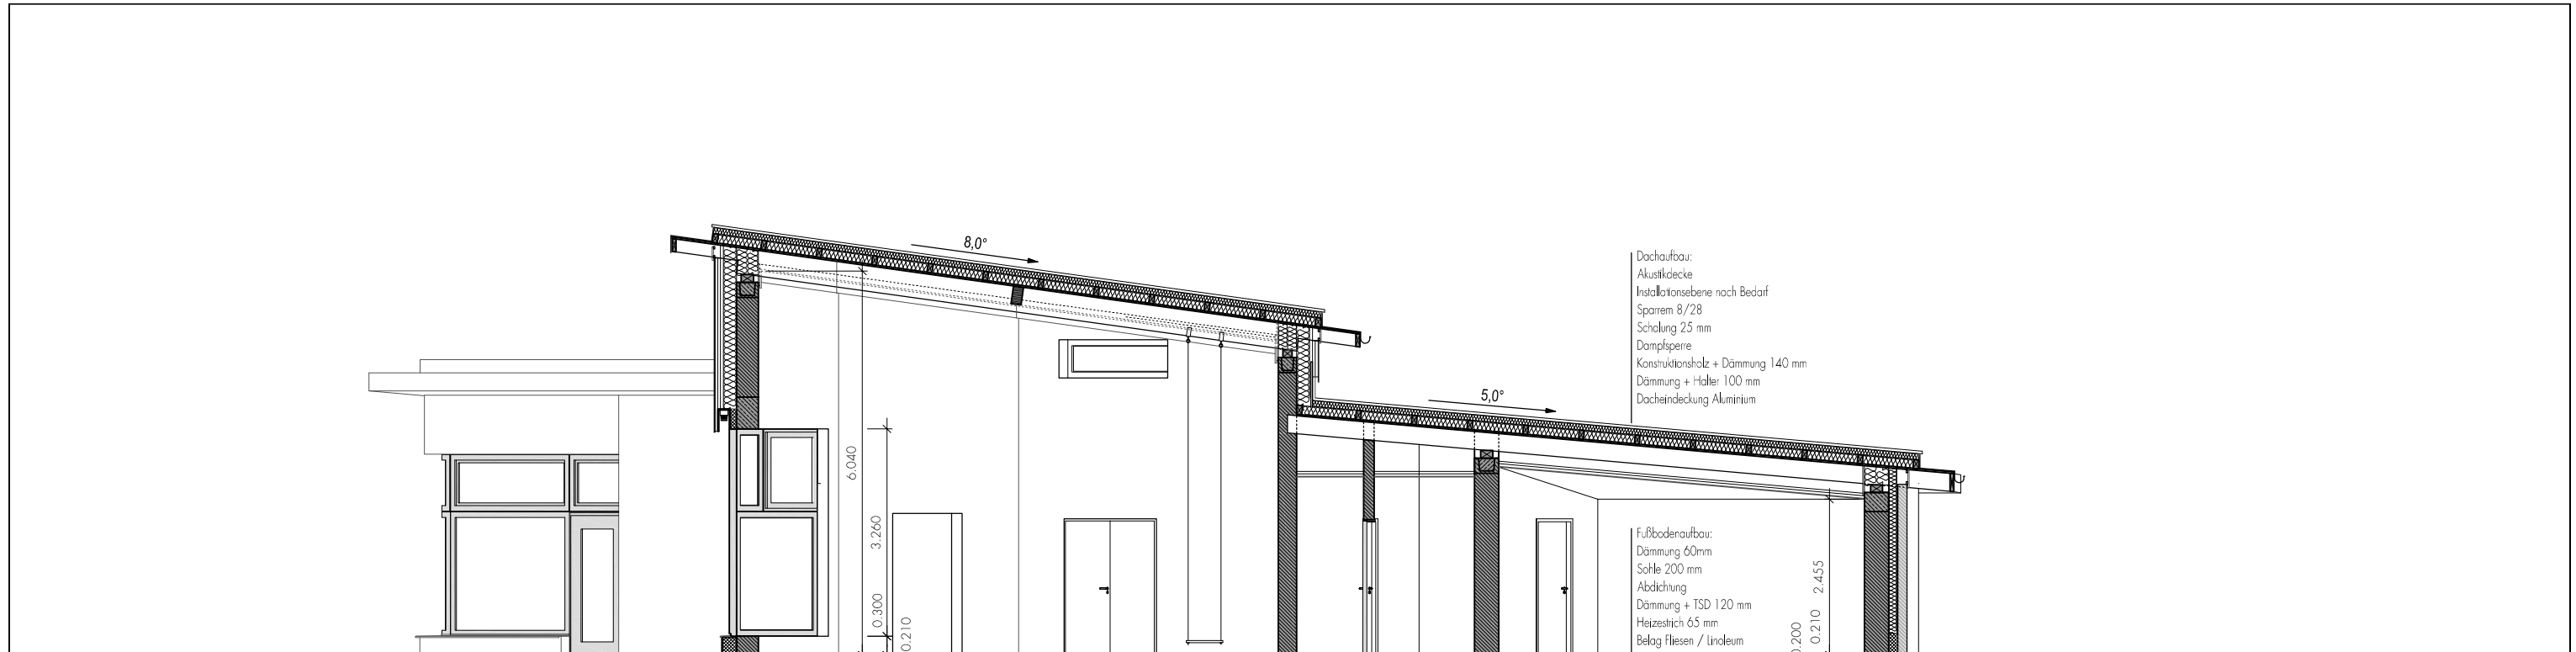 8,0°
Dachaufbau:
Akustikdecke
Installationsebene nach Bedarf
Sparrem 8/28
Schalung 25 mm
Dampfsperre
Konstruktionsholz + Dämmung 140 mm
Dämmung + Halter 100 mm
Dacheindeckung Aluminium
5,0°
6.040
3.260
0.300
0.210
Fußbodenaufbau:
Dämmung 60mm
Sohle 200 mm
Abdichtung
Dämmung + TSD 120 mm
Heizestrich 65 mm
Belag Fliesen / Linoleum
2.455
0.210
0.200